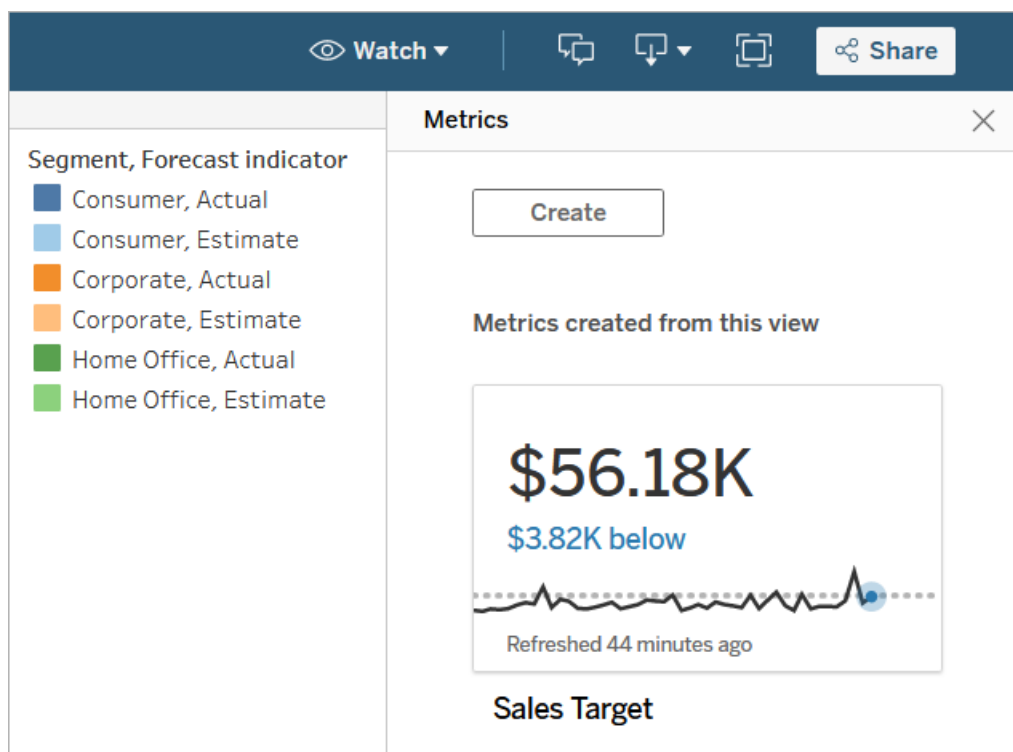 Watch
Share
Metrics
Segment, Forecast indicator
Consumer, Actual
Consumer, Estimate
Corporate, Actual
Corporate, Estimate
Home Office, Actual
Home Office, Estimate
Create
Metrics created from this view
$56.18K
$3.82K below
Refreshed 44 minutes ago
Sales Target